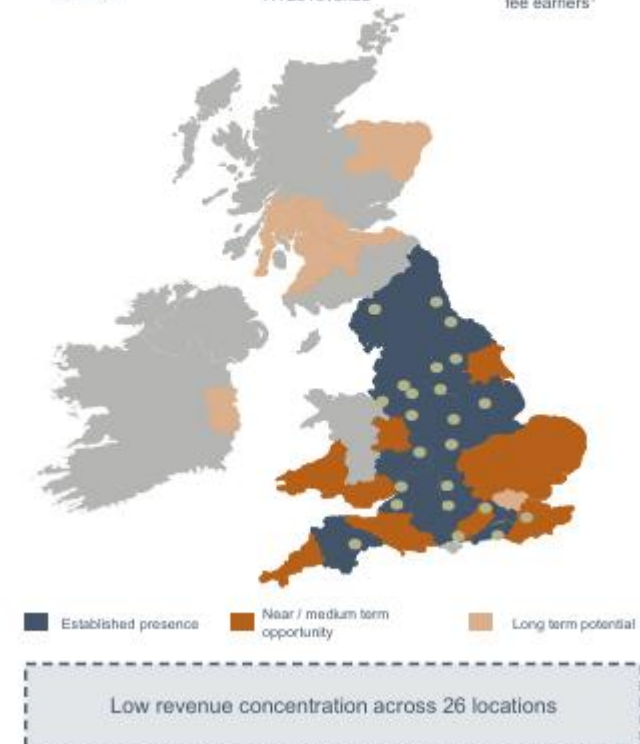 fee earners
Established presence
Near / medium term
opportunity
Long term potential
Low revenue concentration across 26 locations